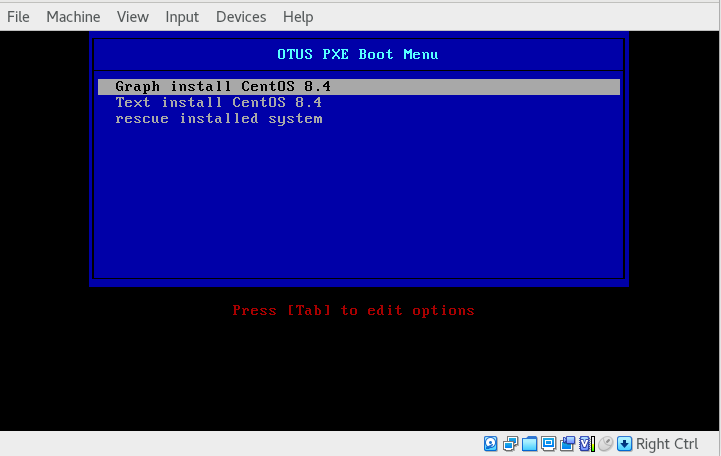 File Machine View Input Devices Help
OTUS PXE Boot Menu
Graph install CentOS 8.4
Text install CentOS 8.4
rescue installed system
Press [Tab] to edit options
Right Ctrl